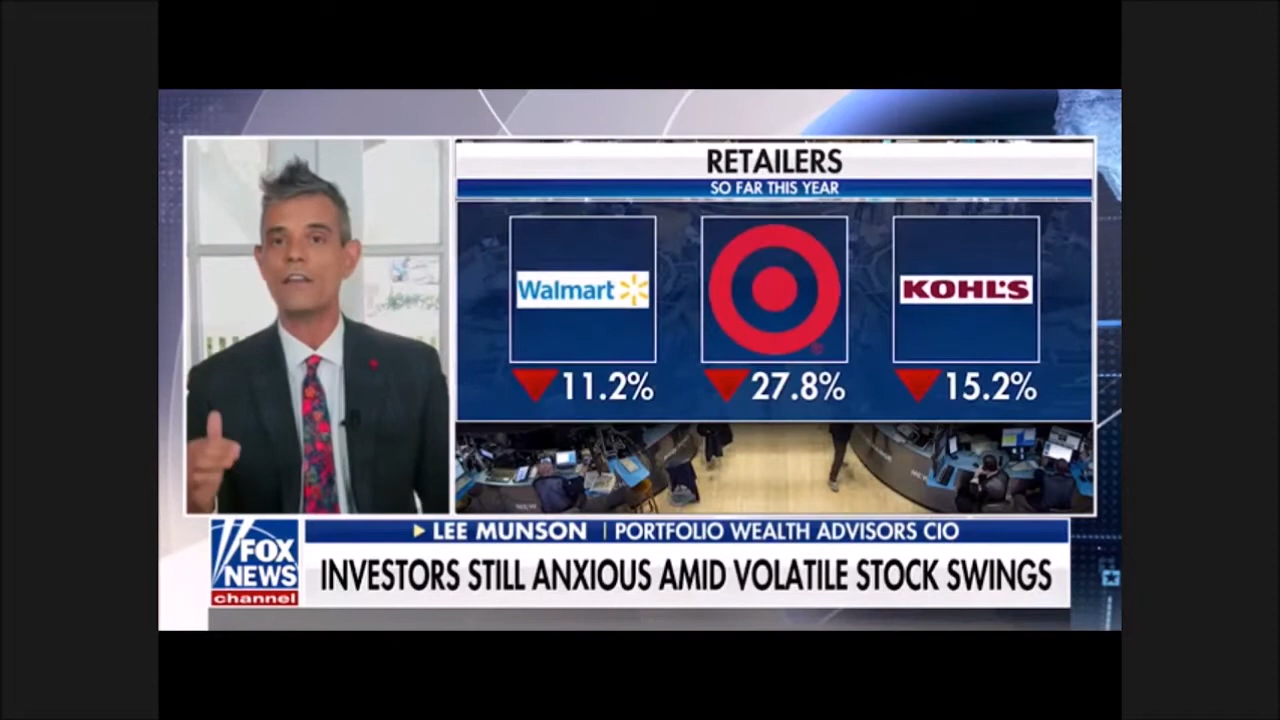 RETAILERS
SO FAR THIS YEAR
Walmart
KOHL'S
11.2%
27.8%
15.2%
LEE MUNSON | PORTFOLIO WEALTH ADVISORS CIO
FOX
NEWS
channel
INVESTORS STILL ANXIOUS AMID VOLATILE STOCK SWINGS